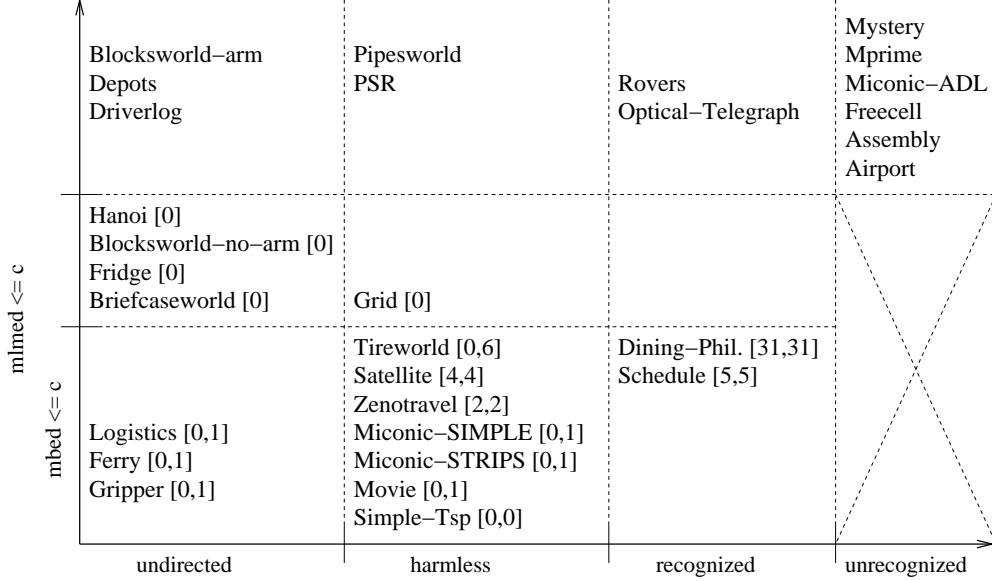 Blocksworld−arm
Depots
Driverlog
Pipesworld
PSR
Rovers
Optical−Telegraph
Mystery
Mprime
Miconic−ADL
Freecell
Assembly
Airport
Hanoi [0]
Blocksworld−no−arm [0]
Fridge [0]
Briefcaseworld [0]
Grid [0]
Logistics [0,1]
Ferry [0,1]
Gripper [0,1]
Tireworld [0,6]
Satellite [4,4]
Zenotravel [2,2]
Miconic−SIMPLE [0,1]
Miconic−STRIPS [0,1]
Movie [0,1]
Simple−Tsp [0,0]
Dining−Phil. [31,31]
Schedule [5,5]
mlmed <= c
mbed <= c
undirected
harmless
recognized
unrecognized